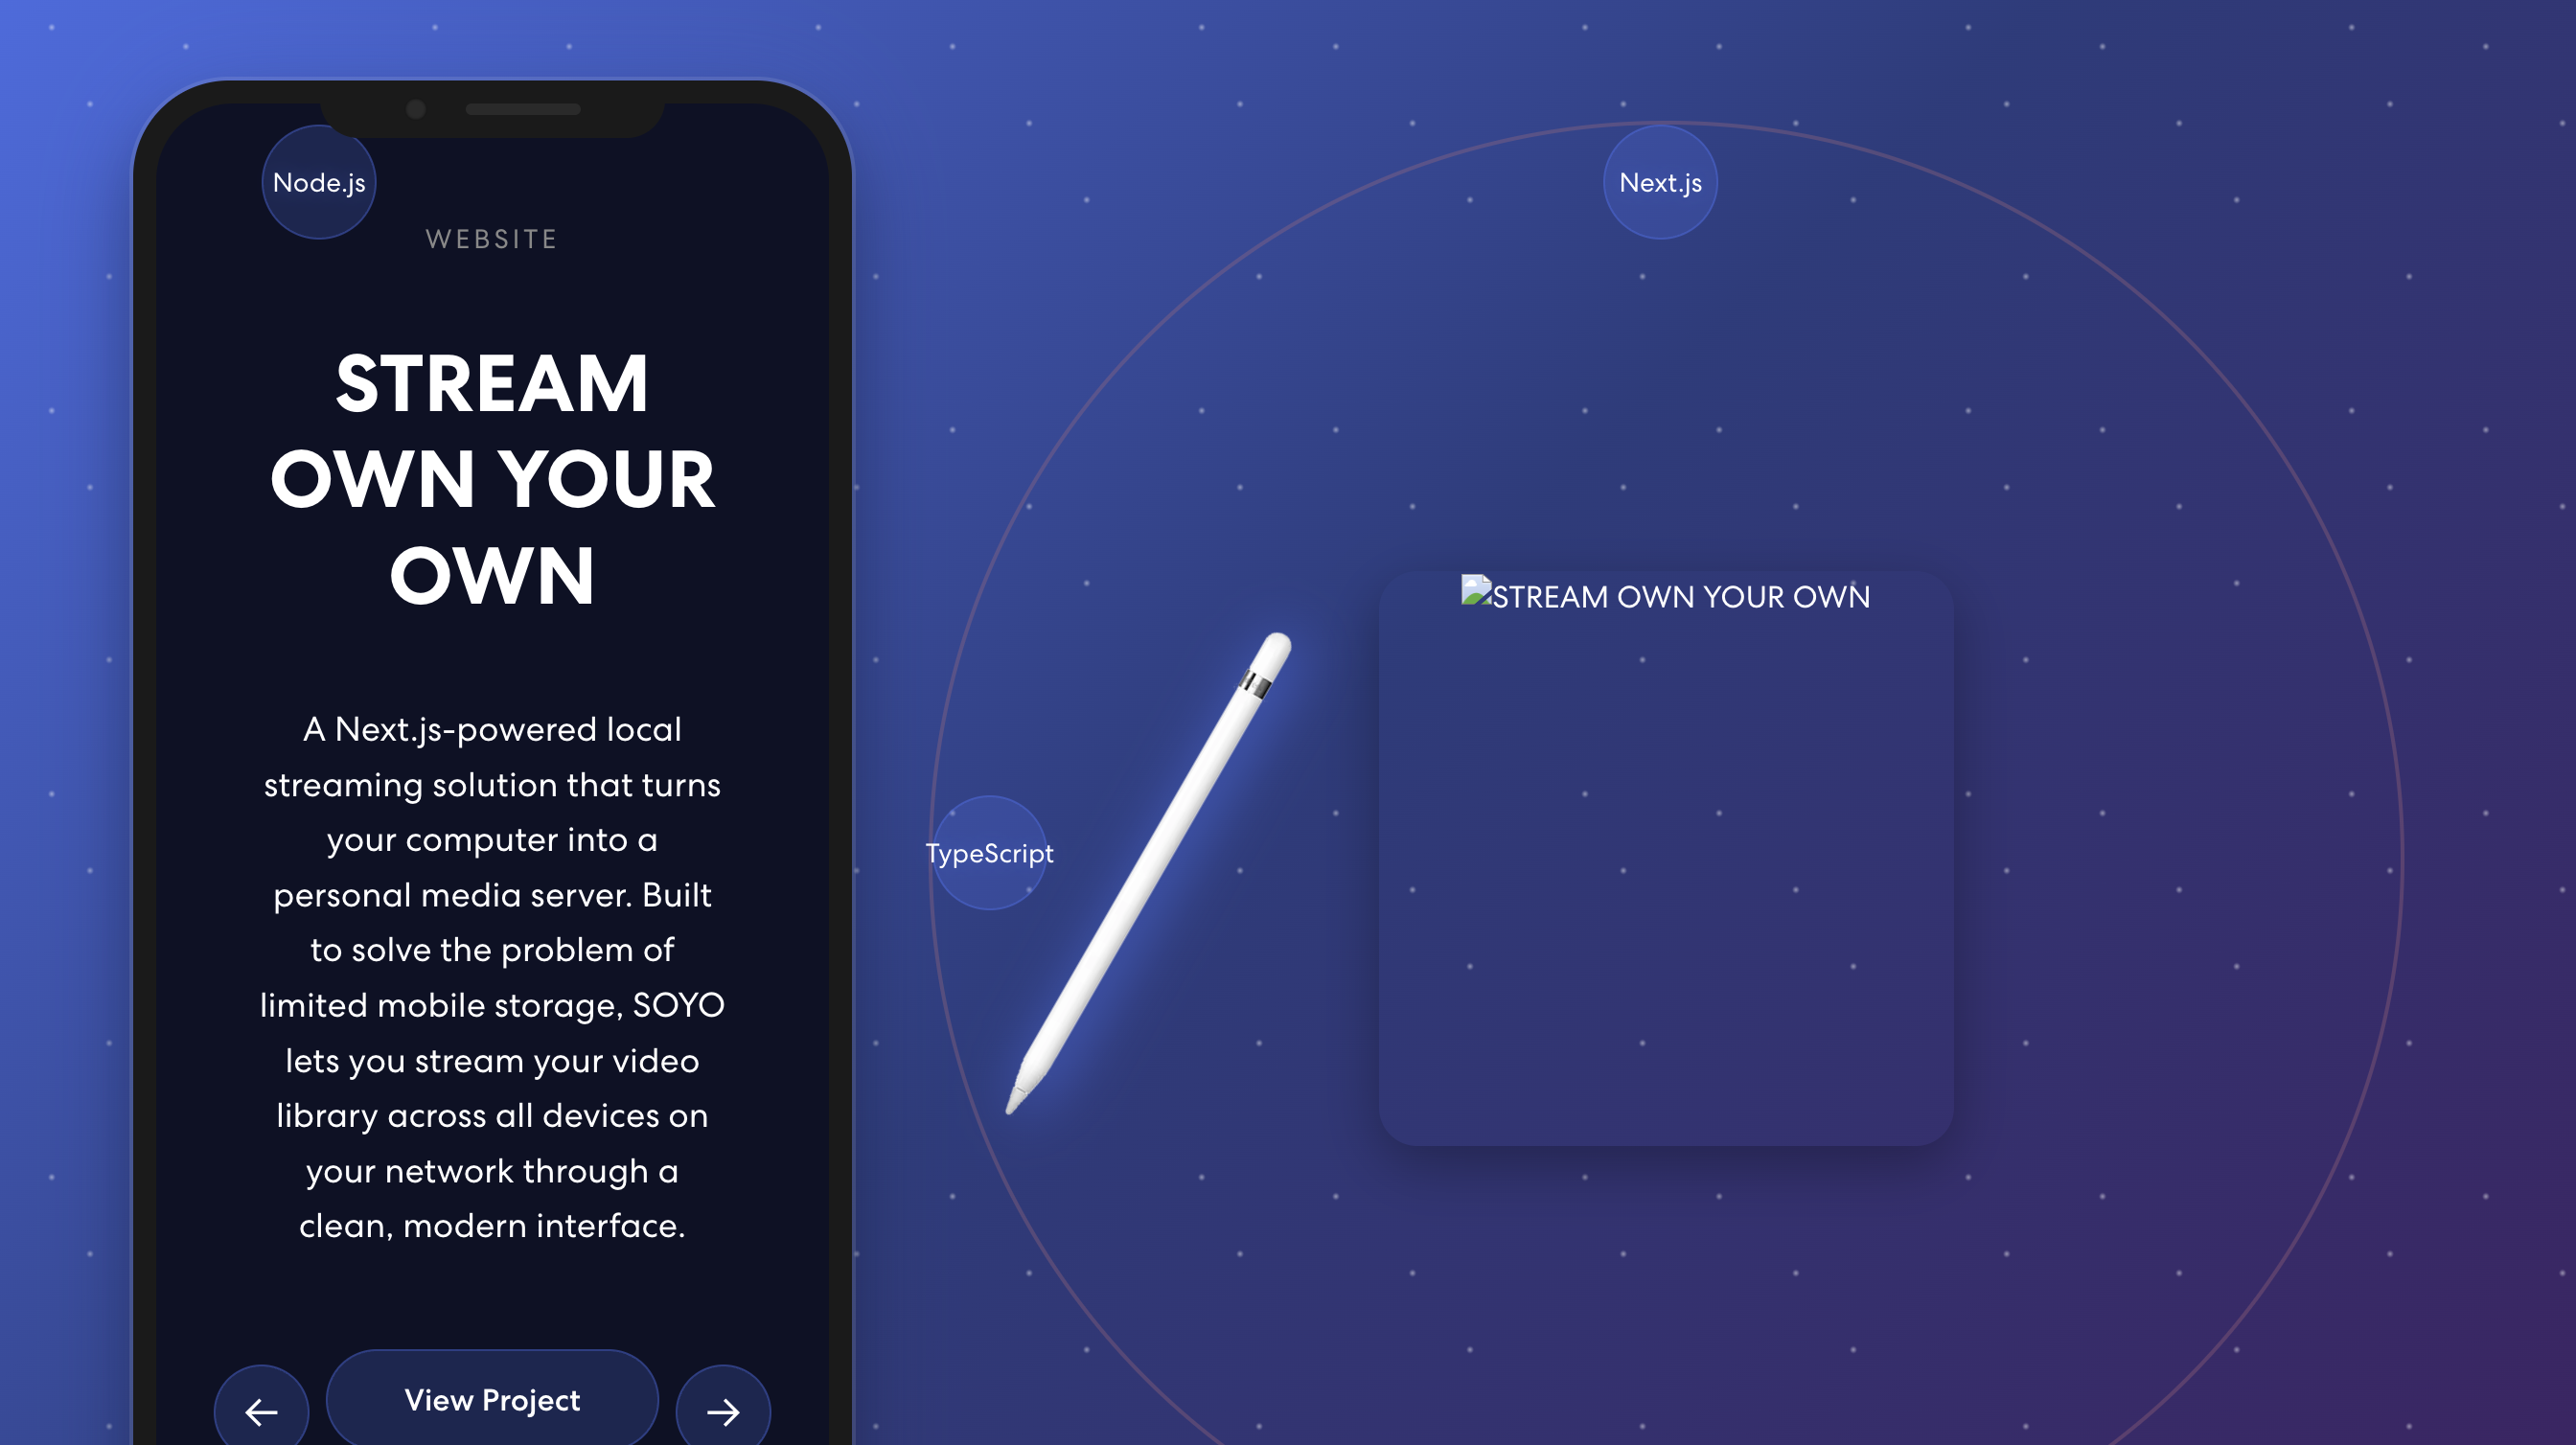 Node.js
Next.js
WEBSITE
STREAM
OWN YOUR
OWN
A Next.js-powered local
streaming solution that turns
your computer into a
personal media server. Built
to solve the problem of
limited mobile storage, SOYO
lets you stream your video
library across all devices on
your network through a
clean, modern interface.
View Project
STREAM OWN YOUR OWN
TypeScript